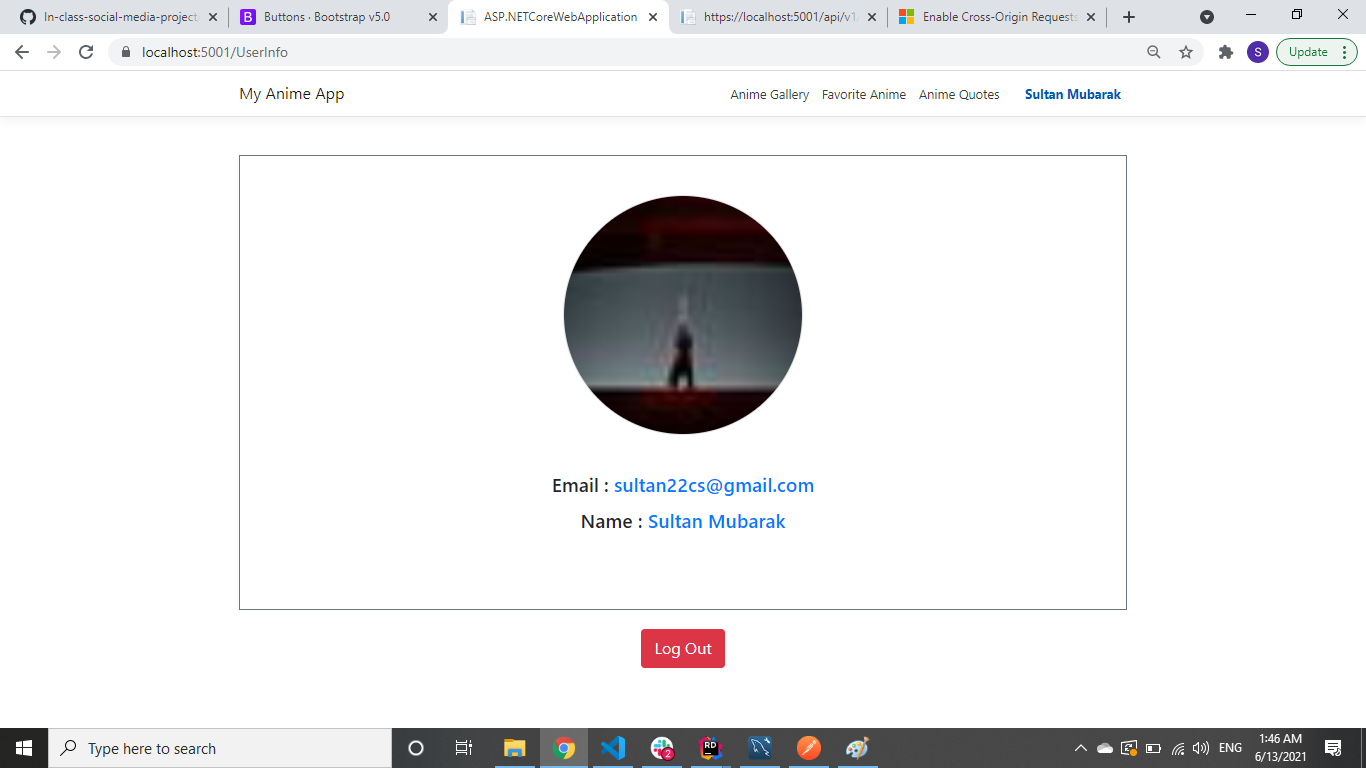 In-class-social-media-project
Buttons · Bootstrap v5.0
ASP.NETCoreWebApplication
https://localhost:5001/api/v1/
Enable Cross-Origin Requests
localhost:5001/UserInfo
S
Update
My Anime App
Anime Gallery
Favorite Anime
Anime Quotes
Sultan Mubarak
Email : sultan22cs@gmail.com
Name : Sultan Mubarak
Log Out
Type here to search
2
RD
ENG
1:46 AM
6/13/2021